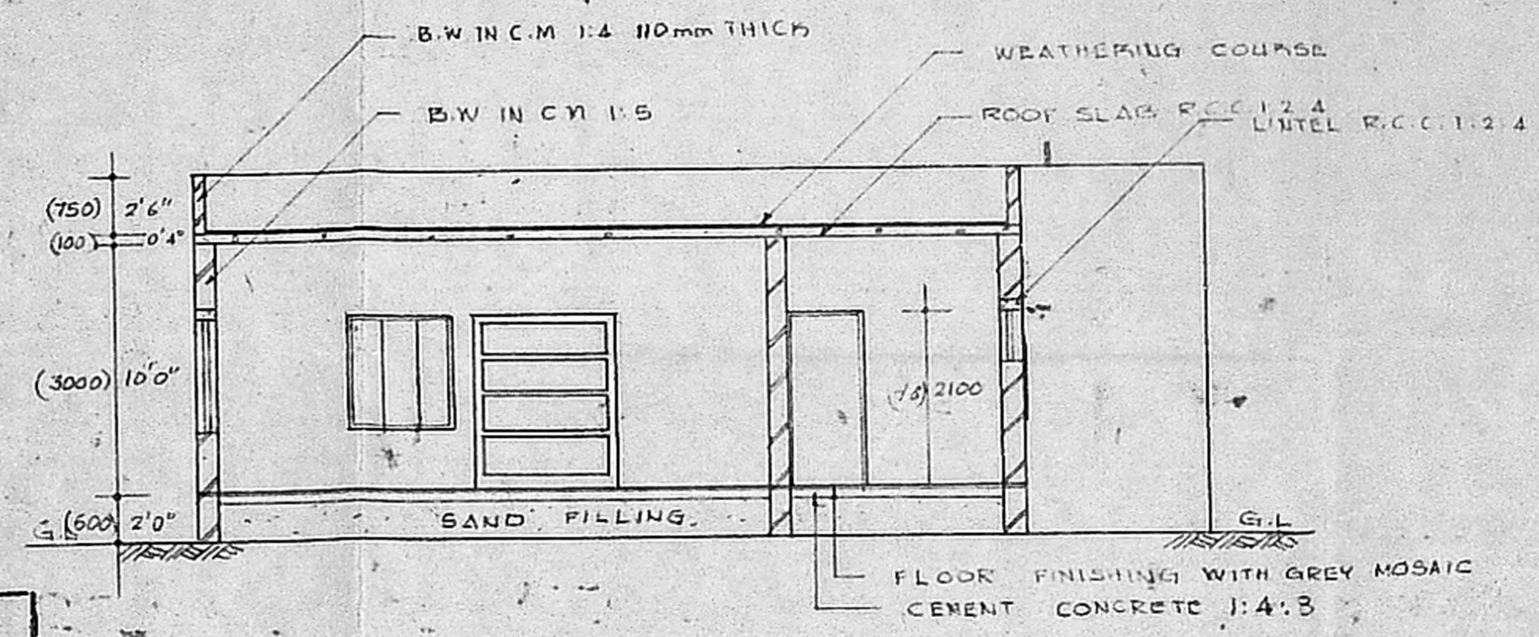 B.W IN C.M 1:4 110mm THICK
WEATHERING COURSE
B.W IN C M 1:5
ROOF SLAB R.C.C 1 2 4
LINTEL R.C.C. 1:2:4
(750) 2'6"
(100) 0'4"
(3000) 10'0"
2100
G.L (600) 2'0"
SAND FILLING.
G.L
FLOOR FINISHING WITH GREY MOSAIC
CEMENT CONCRETE 1:4:8